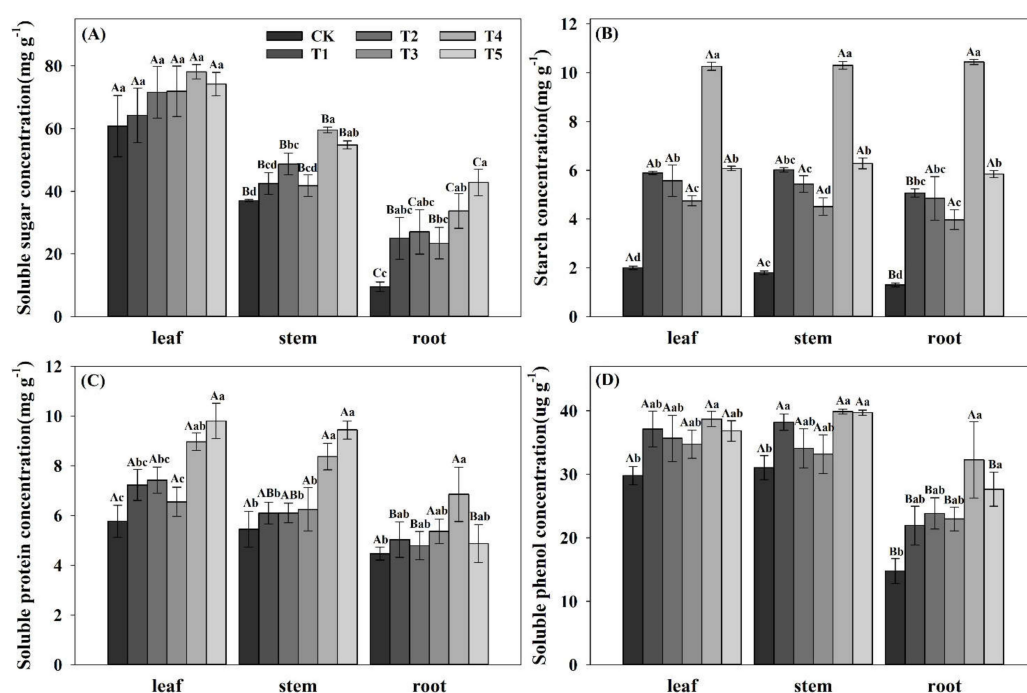 (A)
CK T2 T4
T1 T3 T5
Soluble sugar concentration(mg g-1)
80
60
40
20
0
Aa Aa Aa Aa Aa Aa
Bd Bcd Bbc Bcd Ba Bab
Cc Babc Cabc Bbc Cab Ca
leaf stem root
(B)
Starch concentration(mg g-1)
12
10
8
6
4
2
0
Ad Ab Ab Ac Aa Ab
Ac Abc Ab Ad Aa Ab
Bd Bbc Abc Ac Aa Ab
leaf stem root
(C)
Soluble protein concentration(mg g-1)
12
10
8
6
4
2
0
Ac Abc Abc Ac Aab Aa
Ab ABb ABb Ab Aa Aa
Ab Bab Bab Aab Aa Bab
leaf stem root
(D)
Soluble phenol concentration(ug g-1)
40
30
20
10
0
Ab Aab Aab Aab Aa Aab
Ab Aa Ab Ab Aa Aa
Bb Bab Bab Bab Aa Ba
leaf stem root